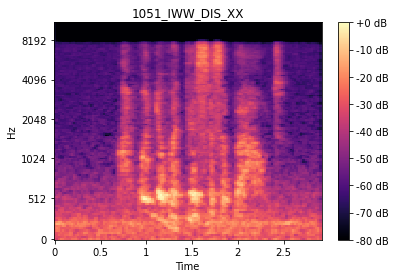 1051_IWW_DIS_XX
+0 dB
8192
-10 dB
4096
-20 dB
-30 dB
Hz
2048
-40 dB
1024
-50 dB
512
-60 dB
-70 dB
0
-80 dB
0 0.5 1 1.5 2 2.5
Time